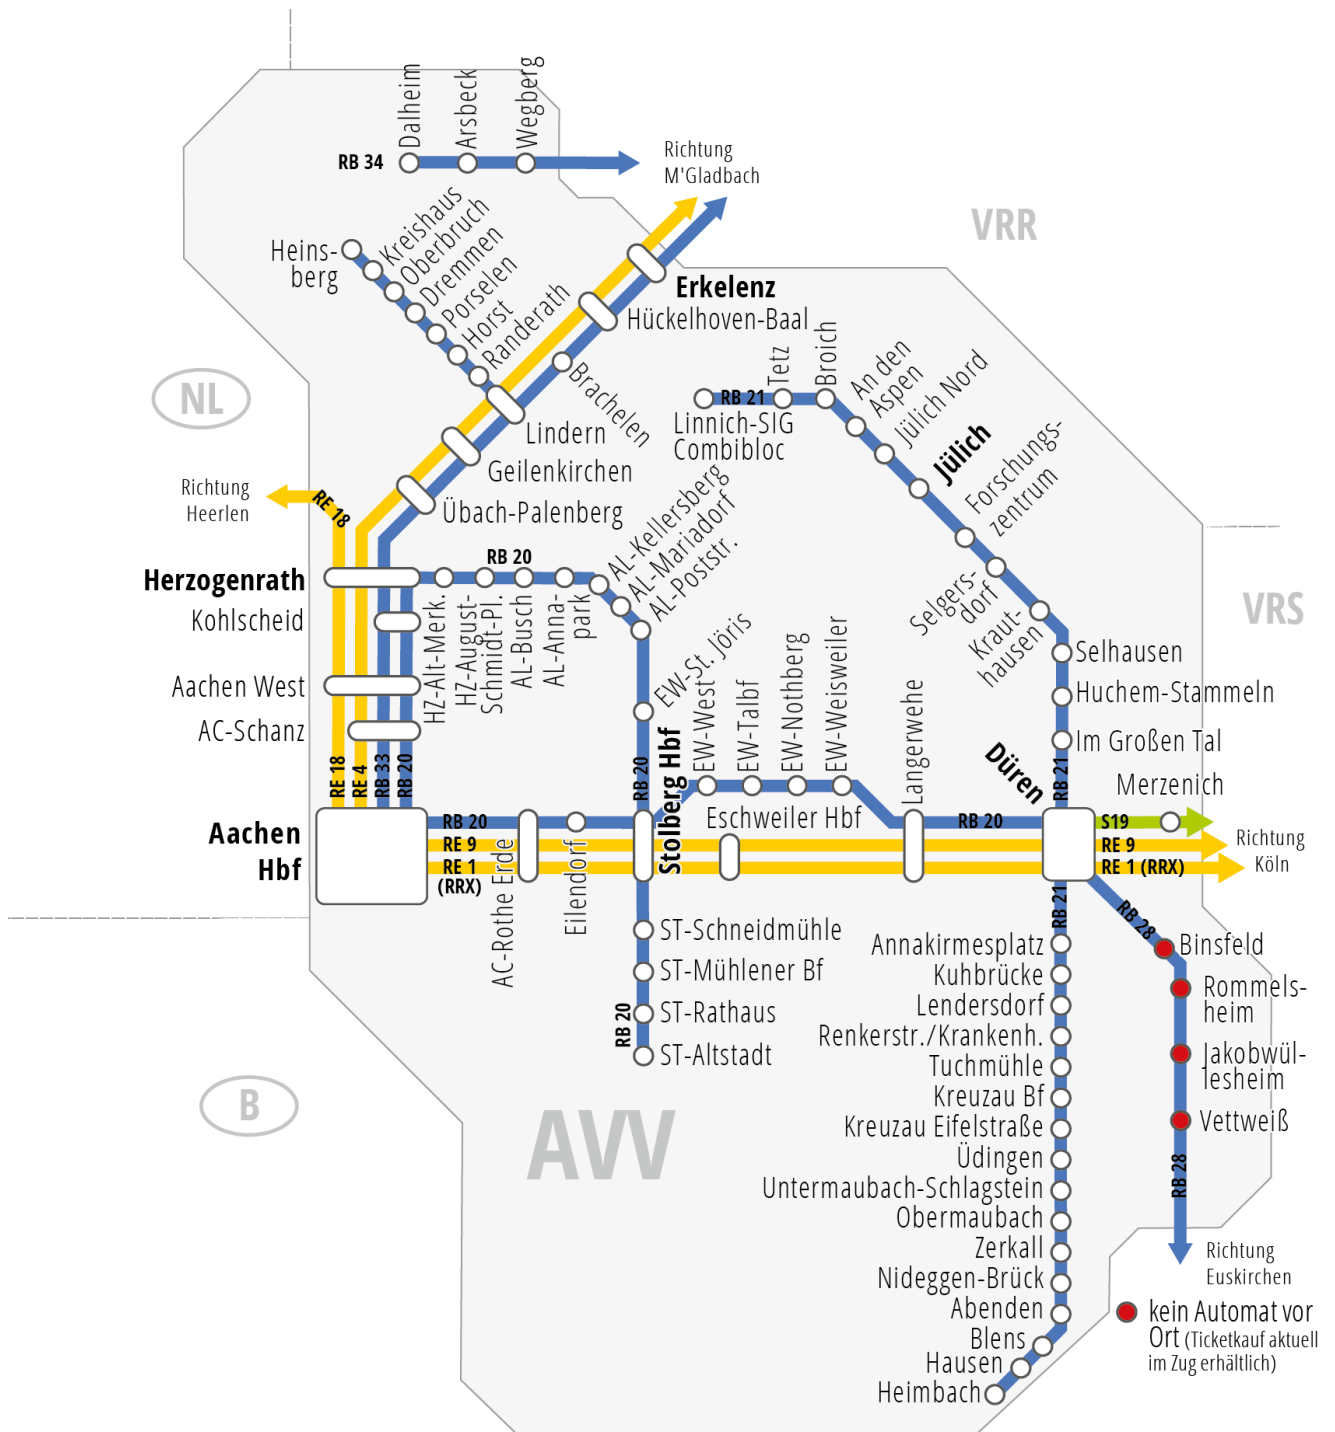 Dalheim
Arsbeck
Wegberg
RB 34
Richtung
M'Gladbach
VRR
Heins-
berg
Kreishaus
Oberbruch
Dremmen
Porselen
Horst
Randerath
Erkelenz
Hückelhoven-Baal
Brachelen
Lindern
Geilenkirchen
Übach-Palenberg
NL
Richtung
Heerlen
RE 18
RB 21
Linnich-SIG
Combibloc
Tetz
Broich
An den
Aspen
Jülich Nord
Jülich
Forschungs-
zentrum
Selgers-
dorf
Kraut-
hausen
Selhausen
Huchem-Stammeln
Im Großen Tal
VRS
Herzogenrath
Kohlscheid
Aachen West
AC-Schanz
RB 20
HZ-Alt-Merk.
HZ-August-
Schmidt-Pl.
AL-Busch
AL-Anna-
park
AL-Kellersberg
AL-Mariadorf
AL-Poststr.
EW-St. Jöris
RB 20
Stolberg Hbf
EW-West
EW-Talbf
EW-Nothberg
EW-Weisweiler
Langerwehe
Düren
RB 21
Merzenich
RE 18
RE 4
RB 33
RB 20
Aachen
Hbf
RB 20
RE 9
RE 1
(RRX)
AC-Rothe Erde
Eilendorf
Eschweiler Hbf
RB 20
S19
RE 9
RE 1 (RRX)
Richtung
Köln
RB 21
RB 28
ST-Schneidmühle
ST-Mühlener Bf
ST-Rathaus
ST-Altstadt
RB 20
Annakirmesplatz
Kuhbrücke
Lendersdorf
Renkerstr./Krankenh.
Tuchmühle
Kreuzau Bf
Kreuzau Eifelstraße
Üdingen
Untermaubach-Schlagstein
Obermaubach
Zerkall
Nideggen-Brück
Abenden
Blens
Hausen
Heimbach
Binsfeld
Rommels-
heim
Jakobwül-
lesheim
Vettweiß
RB 28
Richtung
Euskirchen
B
AVV
kein Automat vor
Ort (Ticketkauf aktuell
im Zug erhältlich)